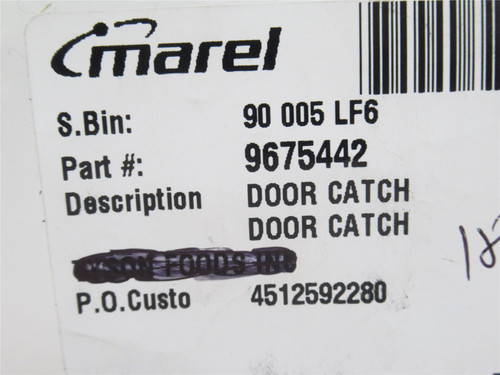 marel
S.Bin: 90 005 LF6
Part #: 9675442
Description DOOR CATCH
DOOR CATCH
FOODS INC
P.O.Custo 4512592280